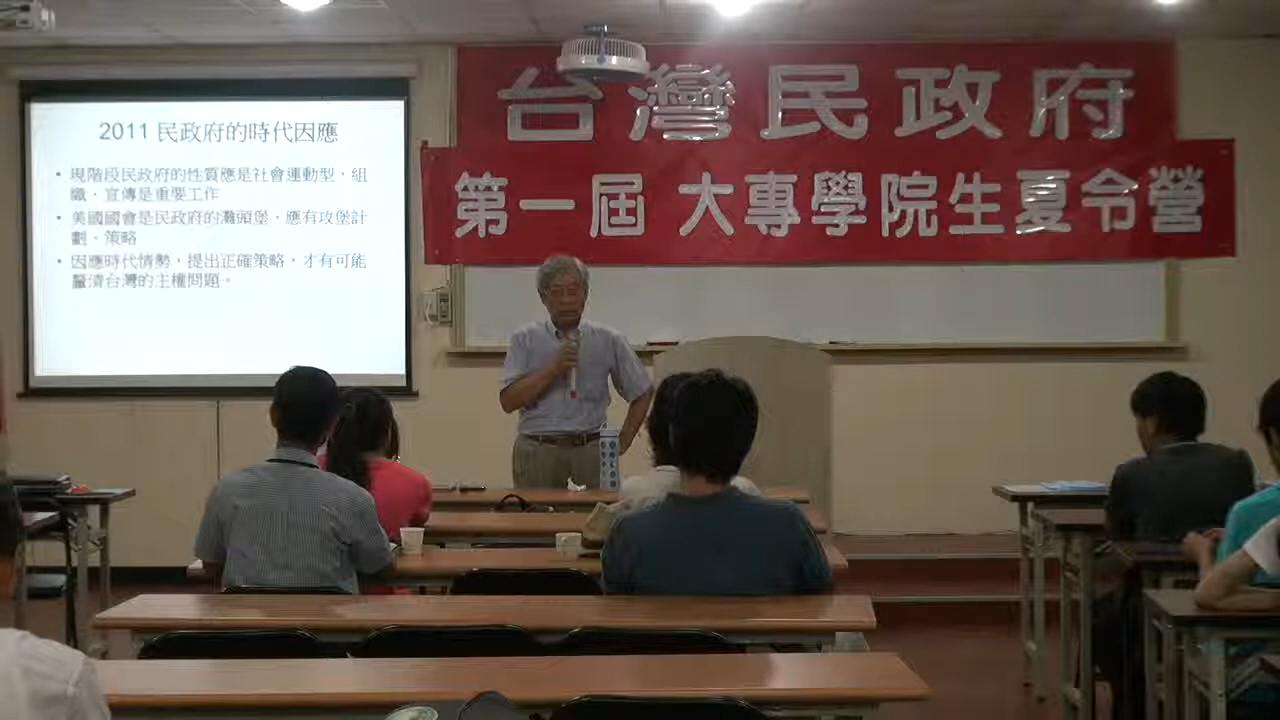 台灣民政府
第一屆 大專學院生夏令營
2011 民政府的時代因應
• 現階段民政府的性質應是社會運動型，組
織、宣傳是重要工作
• 美國國會是民政府的灘頭堡，應有攻堡計
劃、策略
• 因應時代情勢，提出正確策略，才有可能
釐清台灣的主權問題。